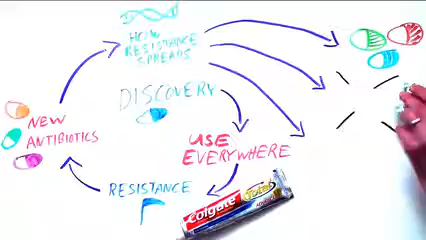 HOW
RESISTANCE
SPREADS
DISCOVERY
NEW
ANTIBIOTICS
USE
EVERYWHERE
RESISTANCE
Colgate
Total